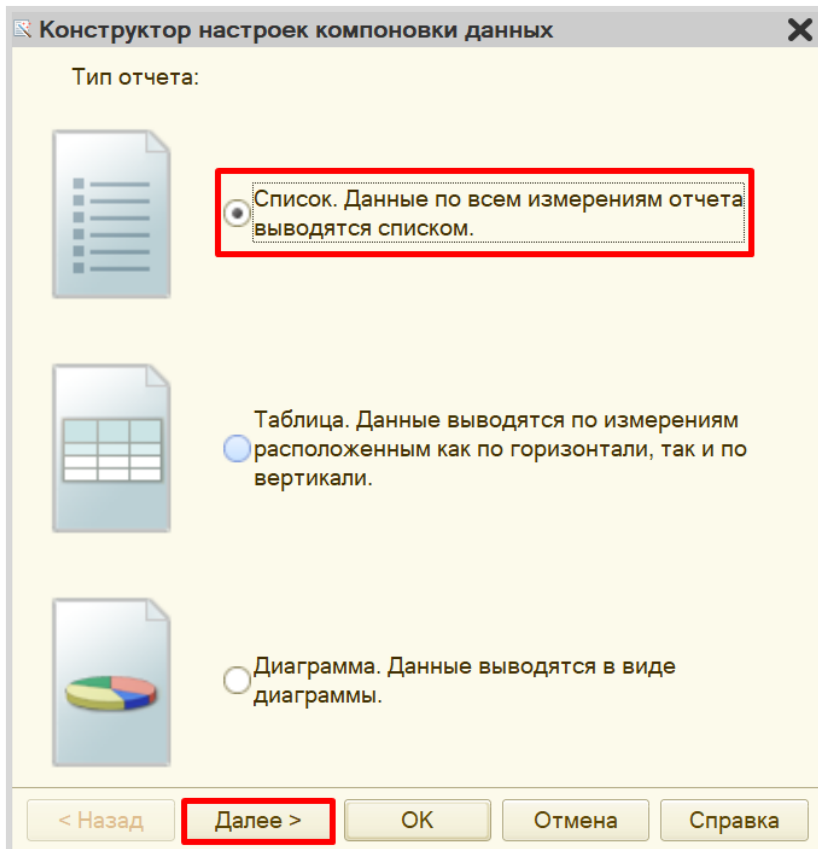 Конструктор настроек компоновки данных
Тип отчета:
Список. Данные по всем измерениям отчета
выводятся списком.
Таблица. Данные выводятся по измерениям
расположенным как по горизонтали, так и по
вертикали.
Диаграмма. Данные выводятся в виде
диаграммы.
< Назад Далее > ОК Отмена Справка